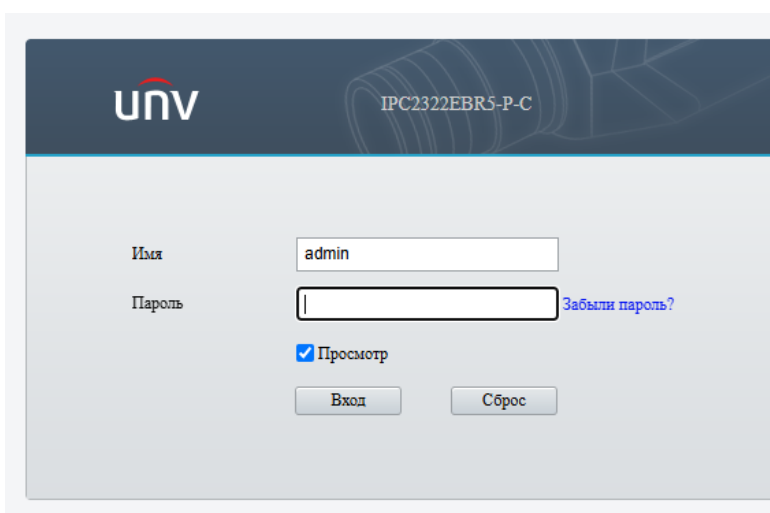 unv
IPC2322EBR5-P-C
Имя admin
Пароль Забыли пароль?
Просмотр
Вход Сброс